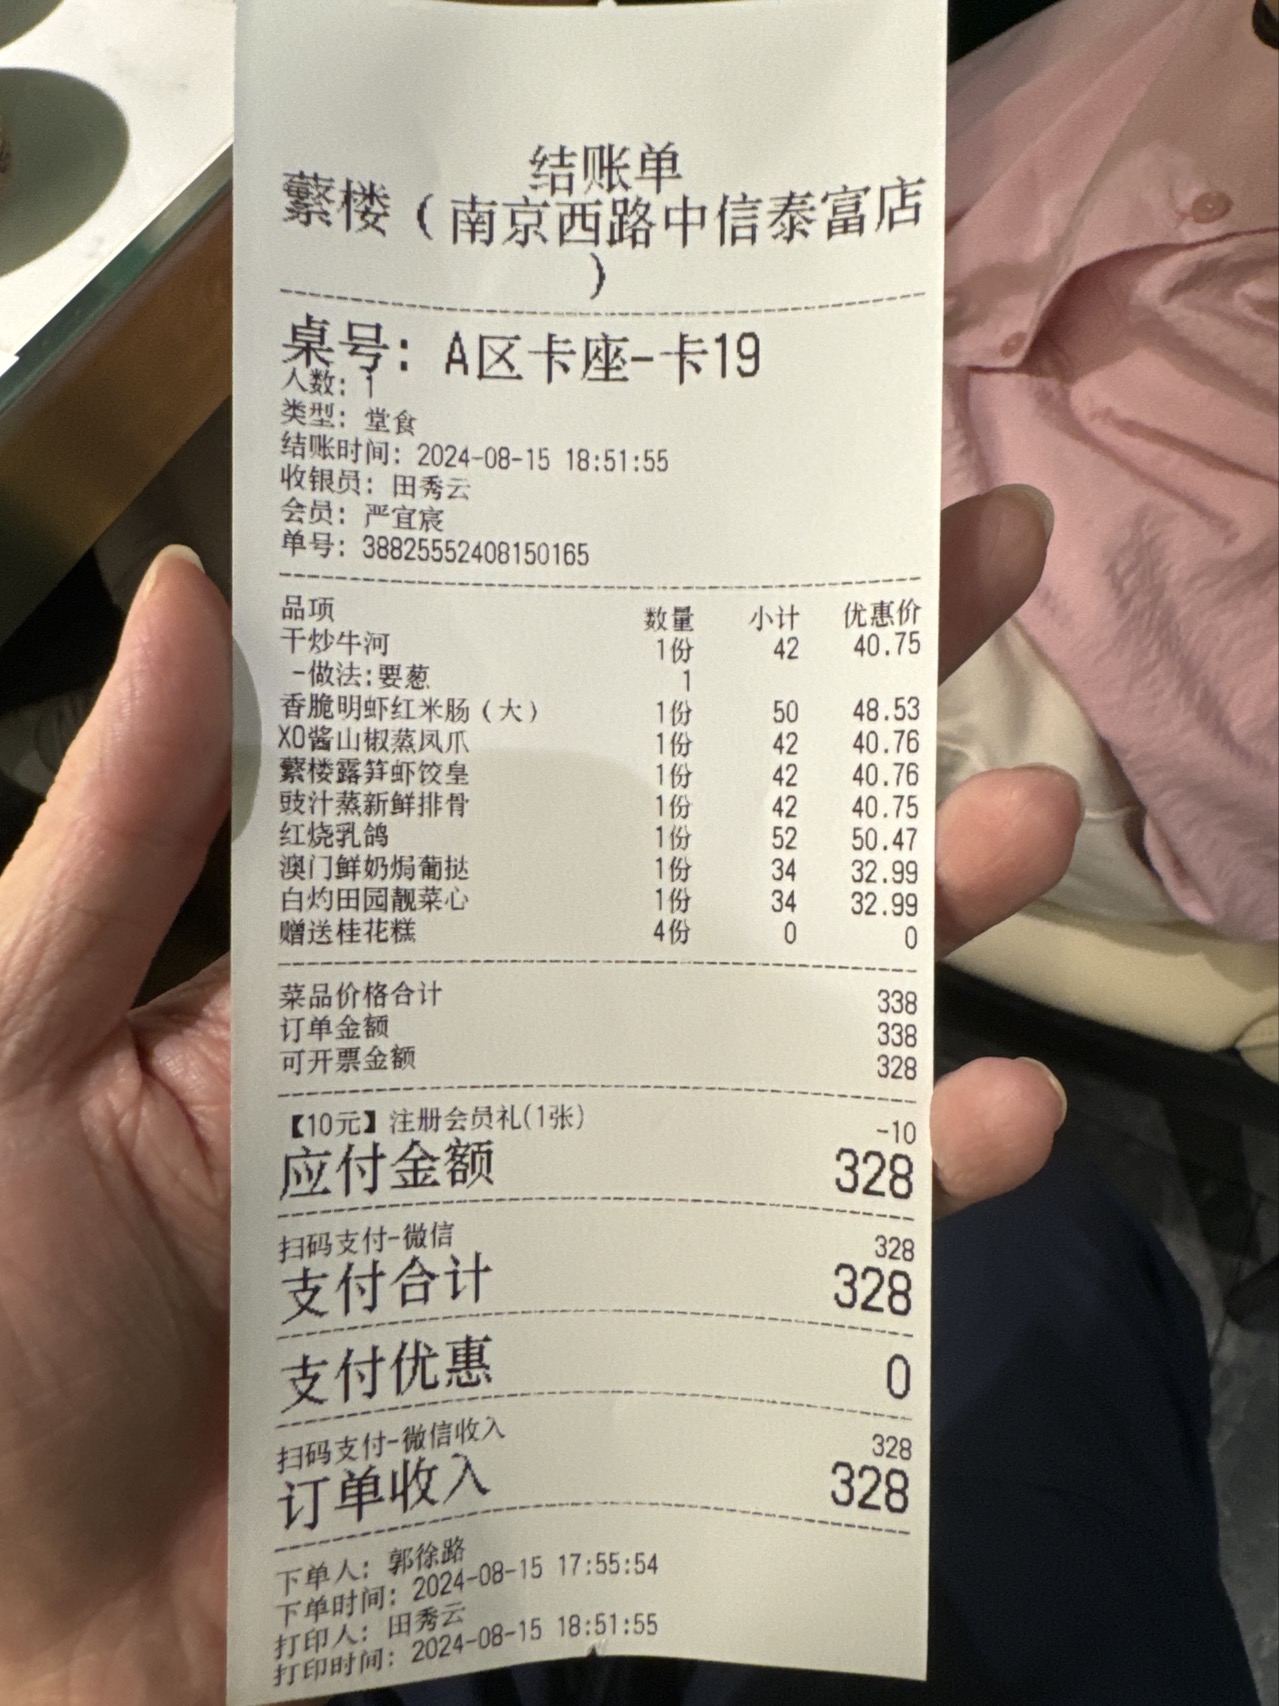 结账单
蘩楼（南京西路中信泰富店
）
桌号：A区卡座-卡19
人数：1
类型：堂食
结账时间：2024-08-15 18:51:55
收银员：田秀云
会员：严宜宸
单号：38825552408150165
品项 数量 小计 优惠价
干炒牛河 1份 42 40.75
-做法:要葱 1
香脆明虾红米肠（大） 1份 50 48.53
XO酱山椒蒸凤爪 1份 42 40.76
蘩楼露笋虾饺皇 1份 42 40.76
豉汁蒸新鲜排骨 1份 42 40.75
红烧乳鸽 1份 52 50.47
澳门鲜奶焗葡挞 1份 34 32.99
白灼田园靓菜心 1份 34 32.99
赠送桂花糕 4份 0 0
菜品价格合计 338
订单金额 338
可开票金额 328
【10元】注册会员礼(1张) -10
应付金额 328
扫码支付-微信 328
支付合计 328
支付优惠 0
扫码支付-微信收入 328
订单收入 328
下单人：郭徐路
下单时间：2024-08-15 17:55:54
打印人：田秀云
打印时间：2024-08-15 18:51:55